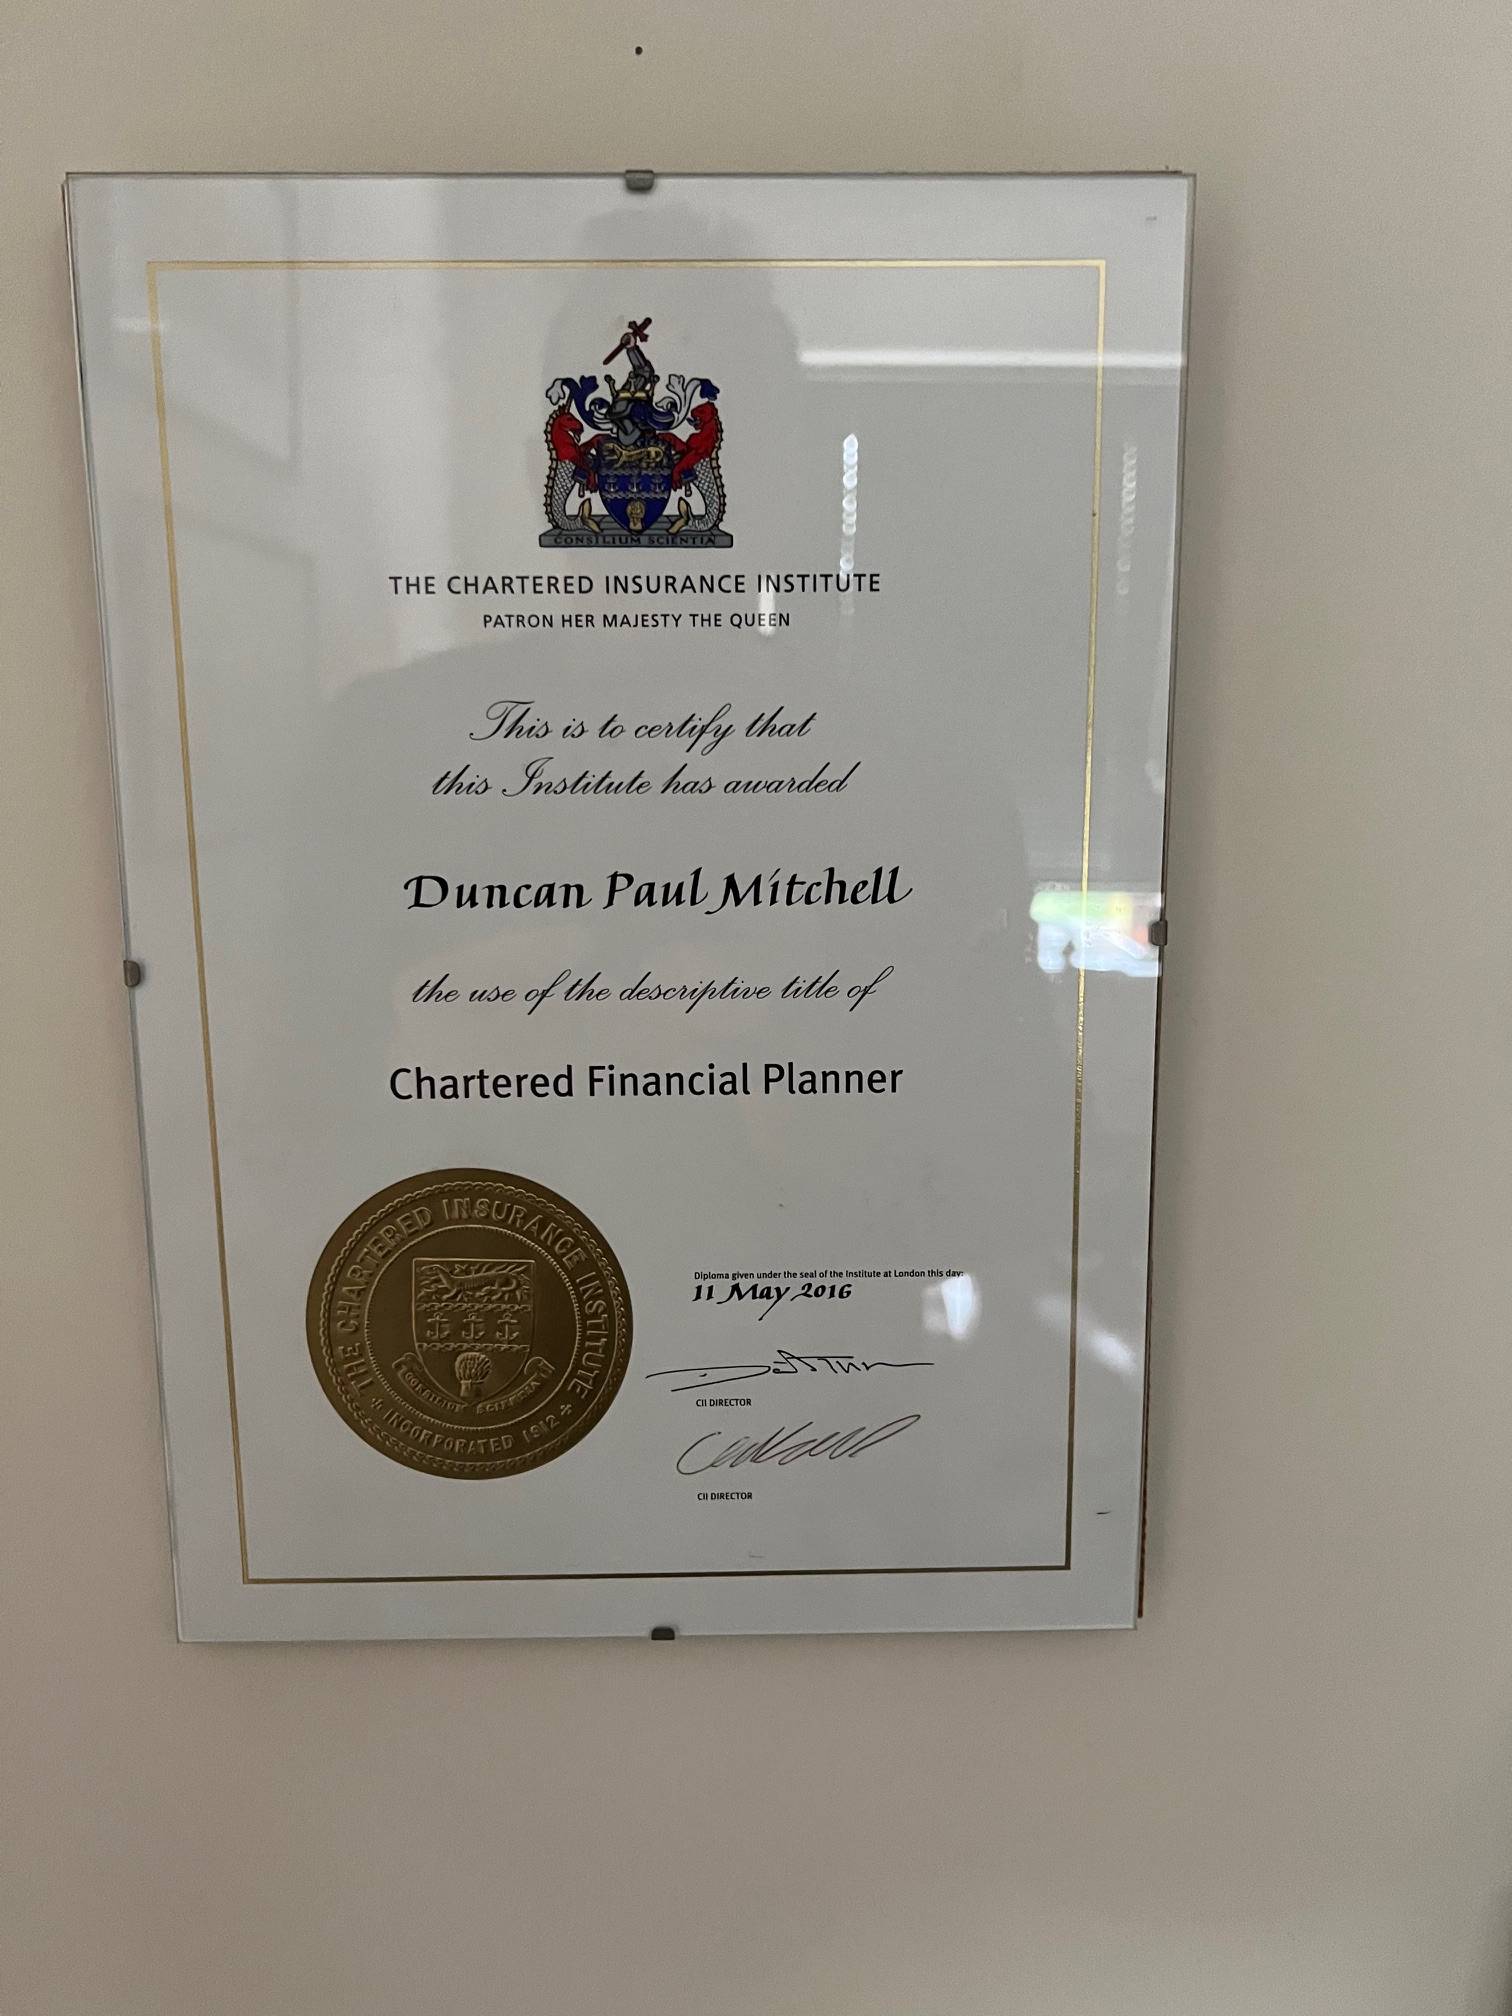 CONSILIUM SCIENTIA
THE CHARTERED INSURANCE INSTITUTE
PATRON HER MAJESTY THE QUEEN
This is to certify that
this Institute has awarded
Duncan Paul Mitchell
the use of the descriptive title of
Chartered Financial Planner
THE CHARTERED INSURANCE INSTITUTE
CONSILIUM SCIENTIA
INCORPORATED 1912
Diploma given under the seal of the Institute at London this day:
11 May 2016
CII DIRECTOR
CII DIRECTOR